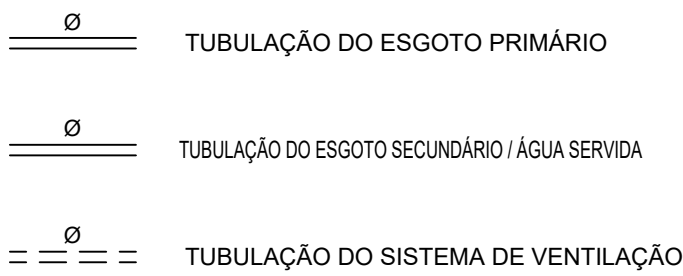 Ø
TUBULAÇÃO DO ESGOTO PRIMÁRIO
Ø
TUBULAÇÃO DO ESGOTO SECUNDÁRIO / ÁGUA SERVIDA
Ø
TUBULAÇÃO DO SISTEMA DE VENTILAÇÃO